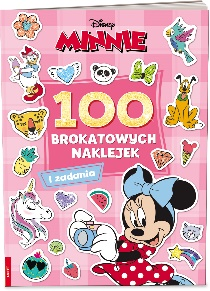 Disney
MINNIE
100
BROKATOWYCH
NAKLEJEK
i zadania